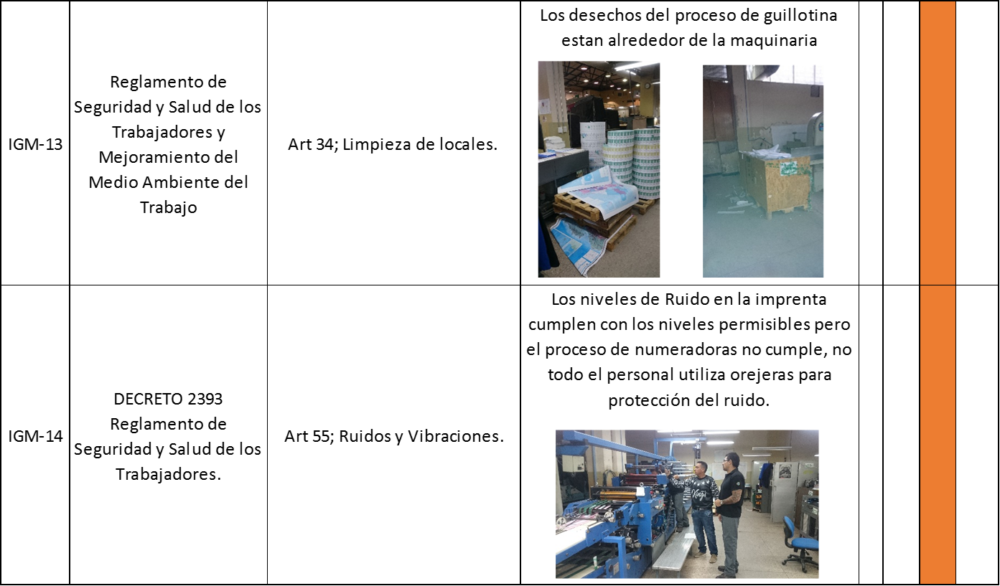 Los desechos del proceso de guillotina
estan alrededor de la maquinaria
IGM-13
Reglamento de
Seguridad y Salud de los
Trabajadores y
Mejoramiento del
Medio Ambiente del
Trabajo
Art 34; Limpieza de locales.
Los niveles de Ruido en la imprenta
cumplen con los niveles permisibles pero
el proceso de numeradoras no cumple, no
todo el personal utiliza orejeras para
protección del ruido.
IGM-14
DECRETO 2393
Reglamento de
Seguridad y Salud de los
Trabajadores.
Art 55; Ruidos y Vibraciones.
Kings